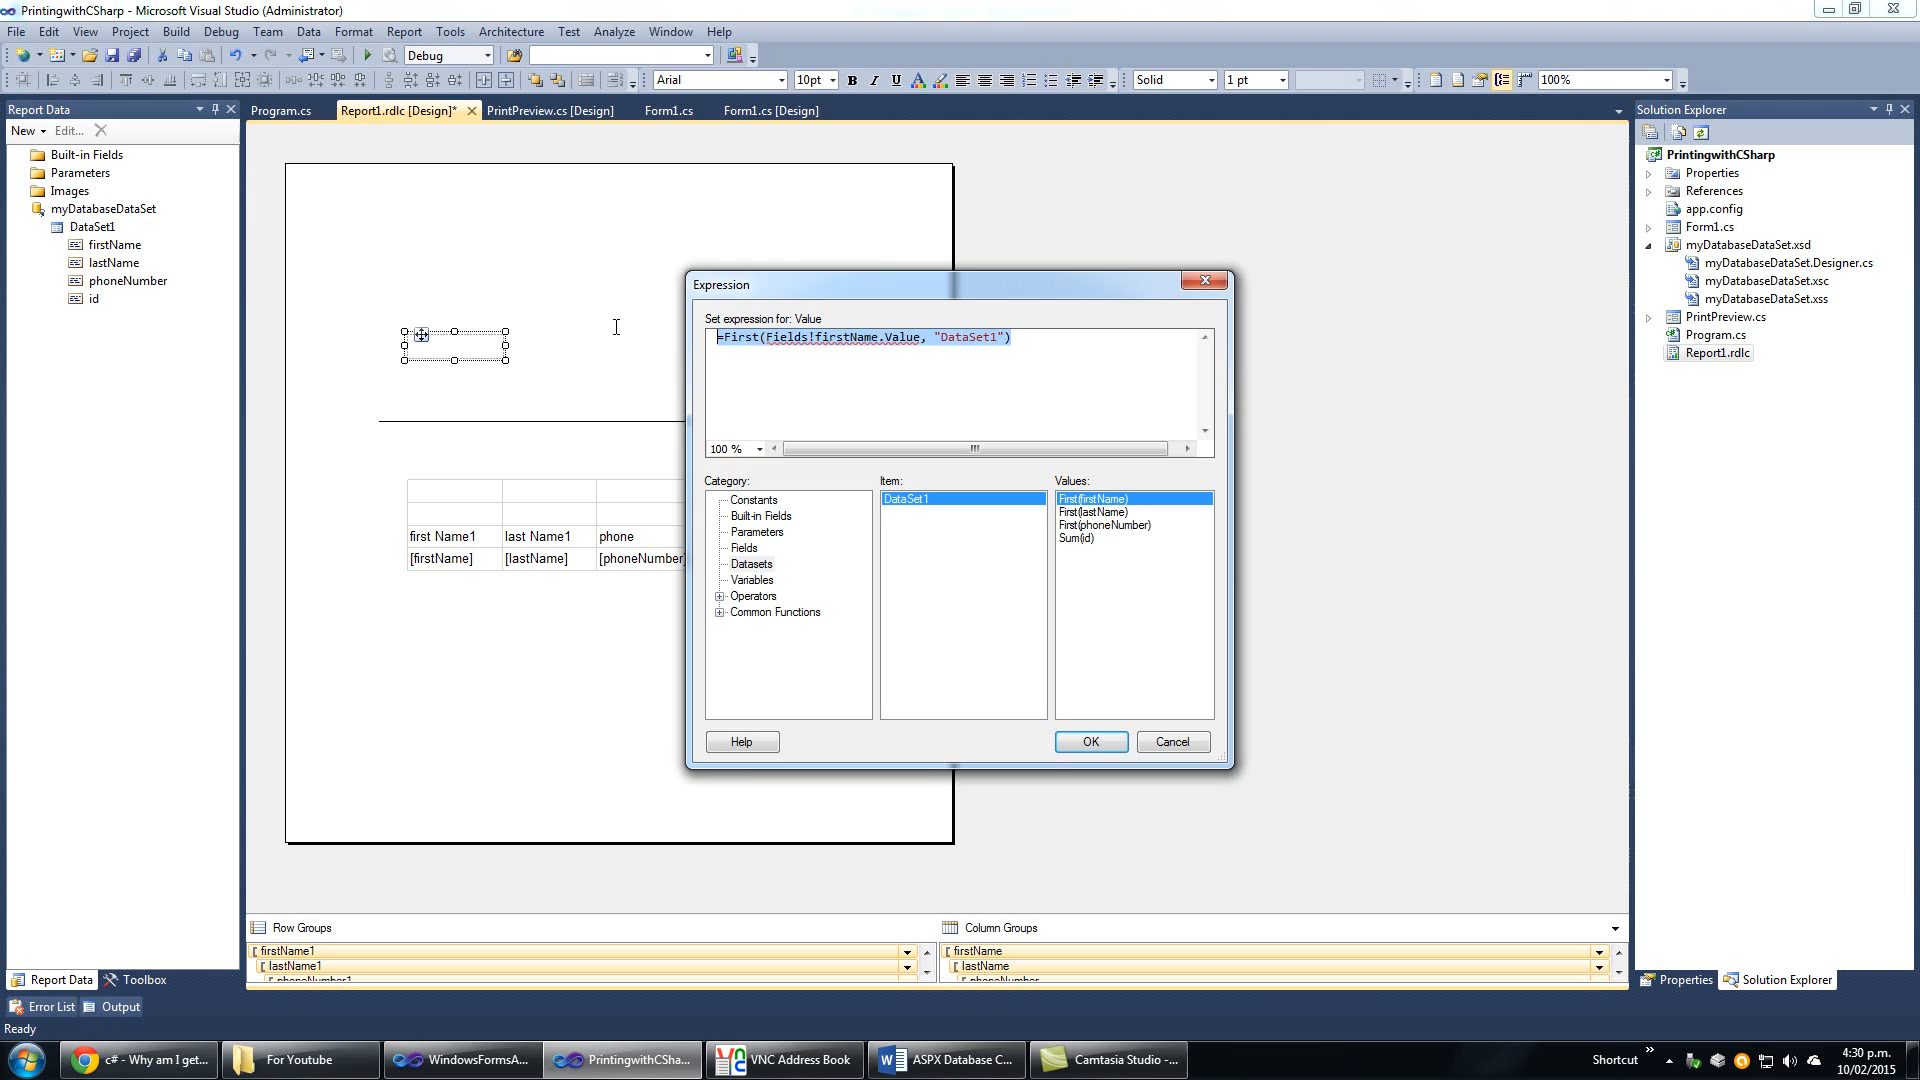 PrintingwithCSharp - Microsoft Visual Studio (Administrator)
File Edit View Project Build Debug Team Data Format Report Tools Architecture Test Analyze Window Help
Debug
Arial 10pt B I U A Solid 1 pt 100%
Report Data
New Edit...
Built-in Fields
Parameters
Images
myDatabaseDataSet
DataSet1
firstName
lastName
phoneNumber
id
Program.cs Report1.rdlc [Design]* PrintPreview.cs [Design] Form1.cs Form1.cs [Design]
first Name1 last Name1 phone
[firstName] [lastName] [phoneNumber]
Expression
Set expression for: Value
=First(Fields!firstName.Value, "DataSet1")
100 %
Category: Item: Values:
Constants
Built-in Fields
Parameters
Fields
Datasets
Variables
Operators
Common Functions
DataSet1
First(firstName)
First(lastName)
First(phoneNumber)
Sum(id)
Help OK Cancel
Row Groups
firstName1
lastName1
phoneNumber1
Column Groups
firstName
lastName
phoneNumber
Solution Explorer
PrintingwithCSharp
Properties
References
app.config
Form1.cs
myDatabaseDataSet.xsd
myDatabaseDataSet.Designer.cs
myDatabaseDataSet.xsc
myDatabaseDataSet.xss
PrintPreview.cs
Program.cs
Report1.rdlc
Report Data Toolbox
Properties Solution Explorer
Error List Output
Ready
c# - Why am I get... For Youtube WindowsFormsA... PrintingwithCSha... VNC Address Book ASPX Database C... Camtasia Studio -...
Shortcut
4:30 p.m.
10/02/2015